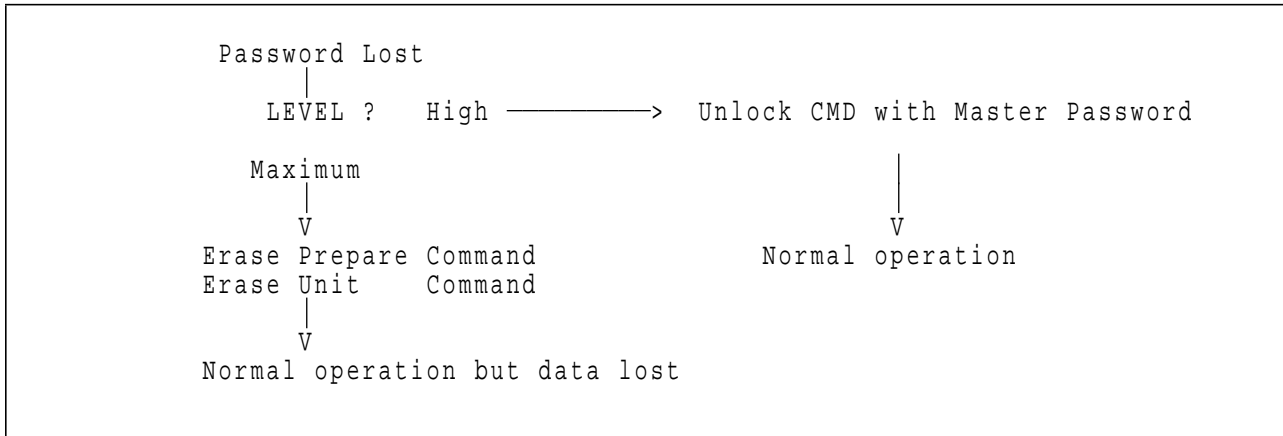 Password Lost
LEVEL ? High ─────────> Unlock CMD with Master Password
Maximum
V V
Erase Prepare Command Normal operation
Erase Unit Command
V
Normal operation but data lost